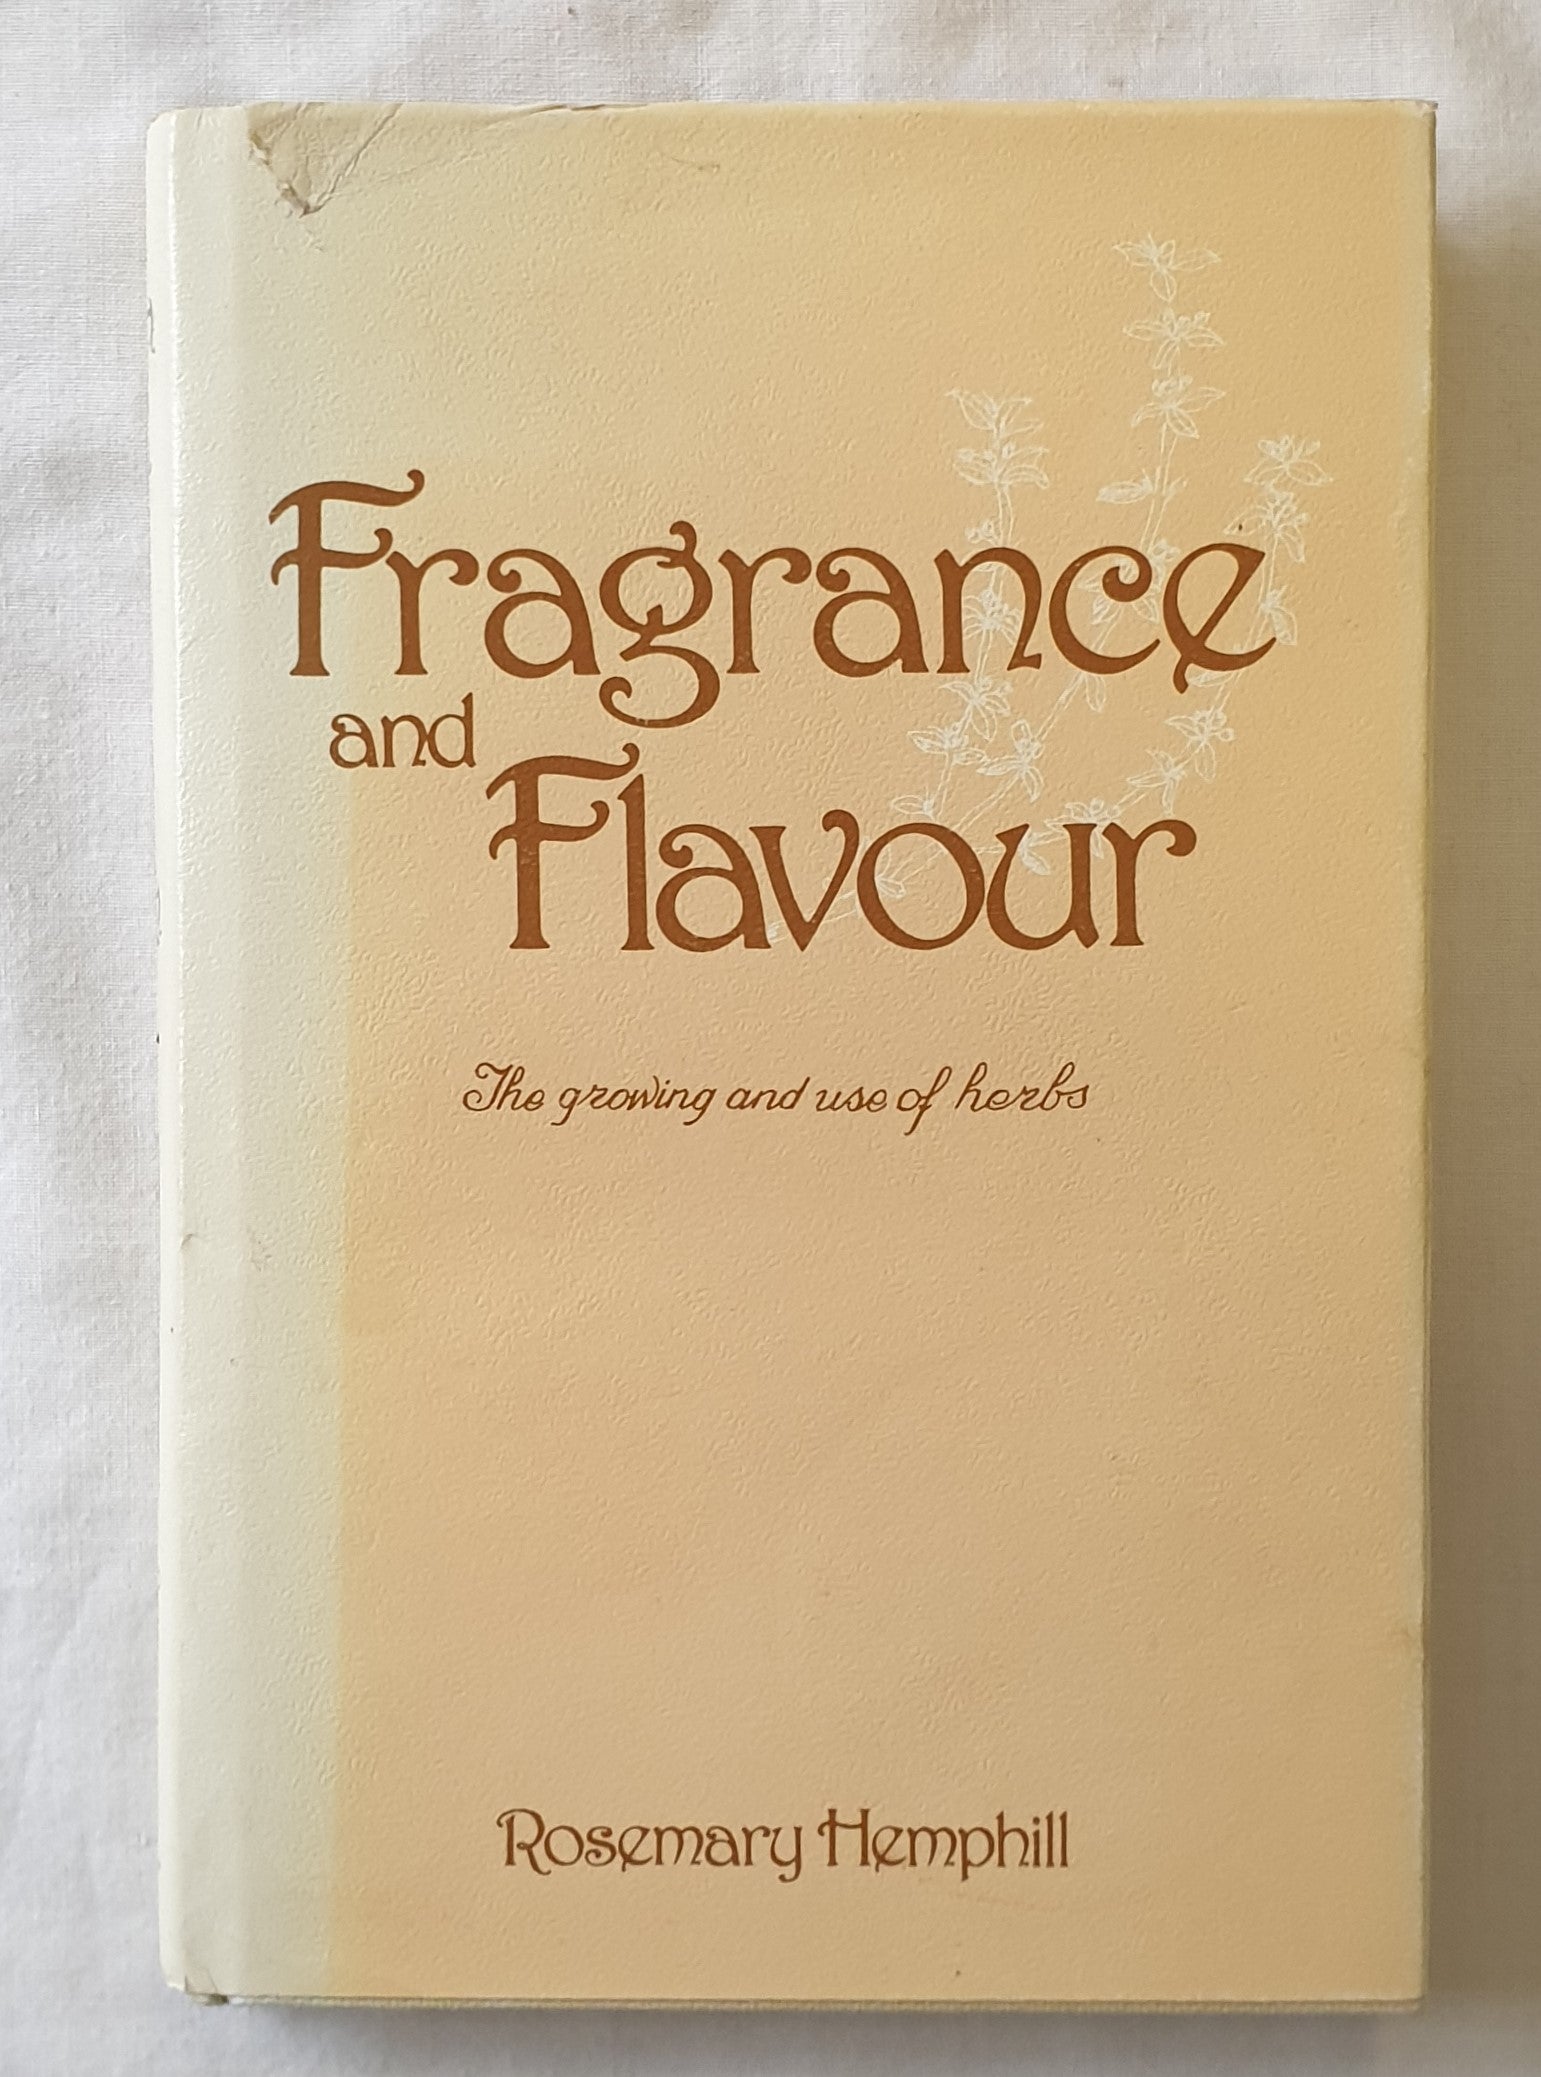 Fragrance
and
Flavour
The growing and use of herbs
Rosemary Hemphill